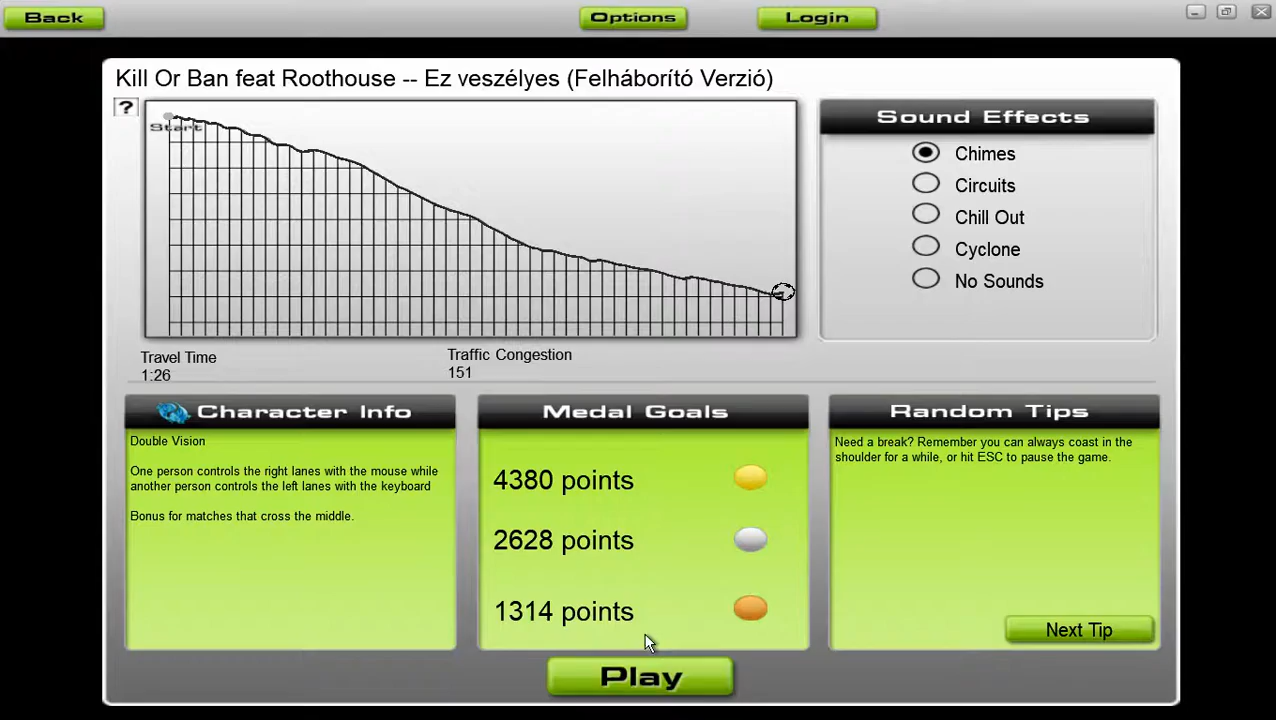 Back
Options
Login
Kill Or Ban feat Roothouse -- Ez veszélyes (Felháborító Verzió)
?
Start
Travel Time
1:26
Traffic Congestion
151
Sound Effects
Chimes
Circuits
Chill Out
Cyclone
No Sounds
Character Info
Double Vision
One person controls the right lanes with the mouse while
another person controls the left lanes with the keyboard
Bonus for matches that cross the middle.
Medal Goals
4380 points
2628 points
1314 points
Random Tips
Need a break? Remember you can always coast in the
shoulder for a while, or hit ESC to pause the game.
Next Tip
Play